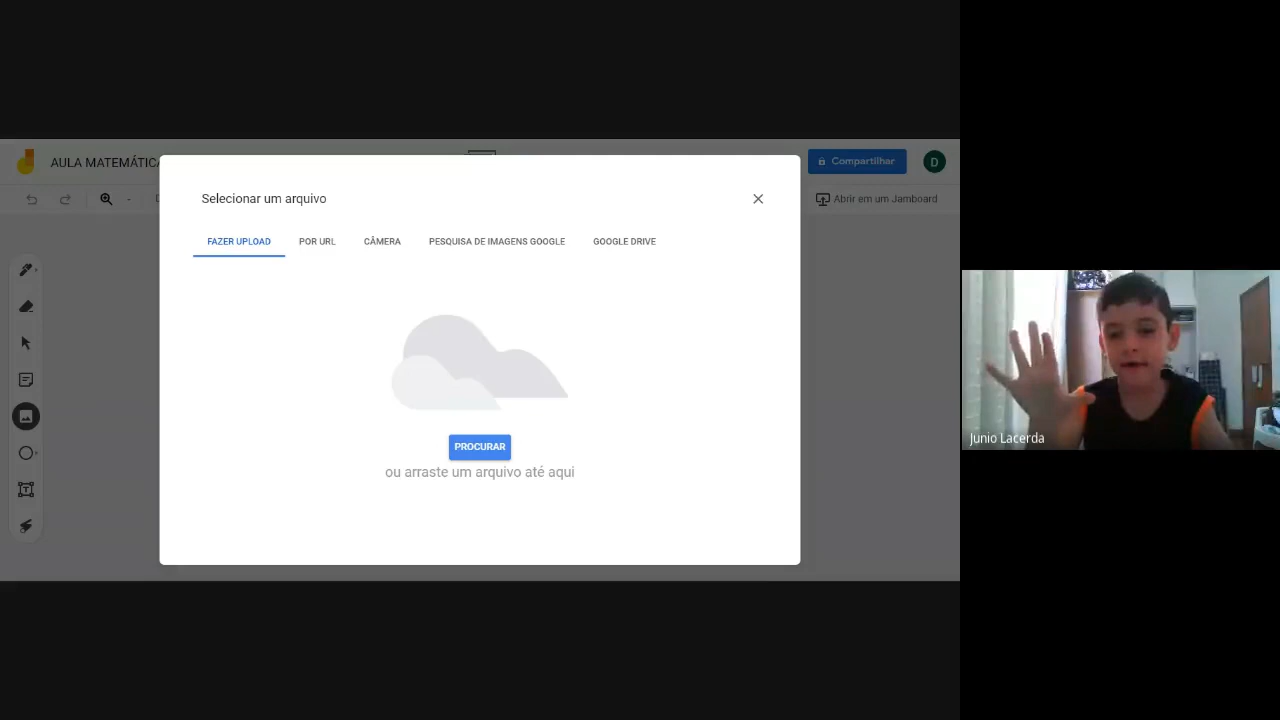 AULA MATEMÁTICA
Compartilhar
D
Abrir em um Jamboard
Selecionar um arquivo
FAZER UPLOAD
POR URL
CÂMERA
PESQUISA DE IMAGENS GOOGLE
GOOGLE DRIVE
PROCURAR
ou arraste um arquivo até aqui
Junio Lacerda